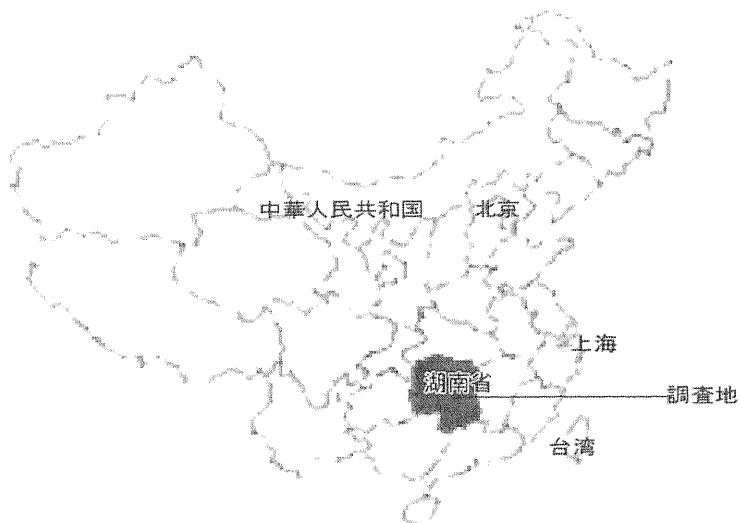 中華人民共和国
北京
上海
湖南省
調査地
台湾